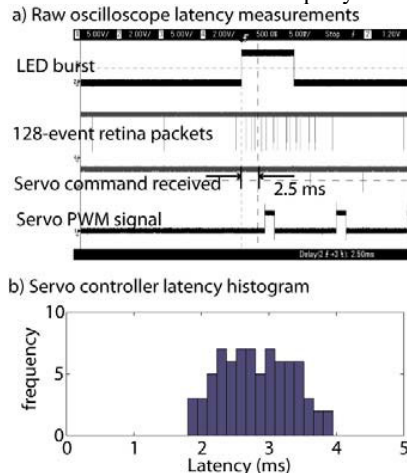 a) Raw oscilloscope latency measurements
LED burst
128-event retina packets
Servo command received
2.5 ms
Servo PWM signal
b) Servo controller latency histogram
10
5
0
frequency
0 1 2 3 4 5
Latency (ms)